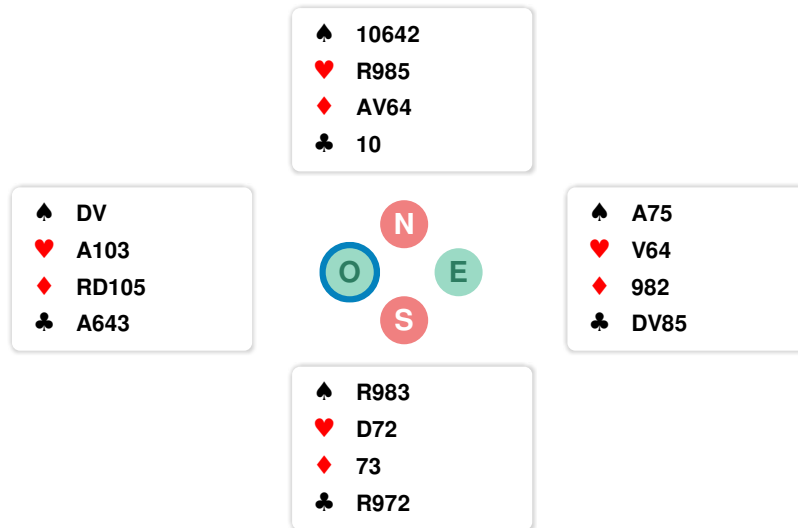 ♠ 10642
♥ R985
♦ AV64
♣ 10
♠ DV
♥ A103
♦ RD105
♣ A643
N
O E
S
♠ A75
♥ V64
♦ 982
♣ DV85
♠ R983
♥ D72
♦ 73
♣ R972